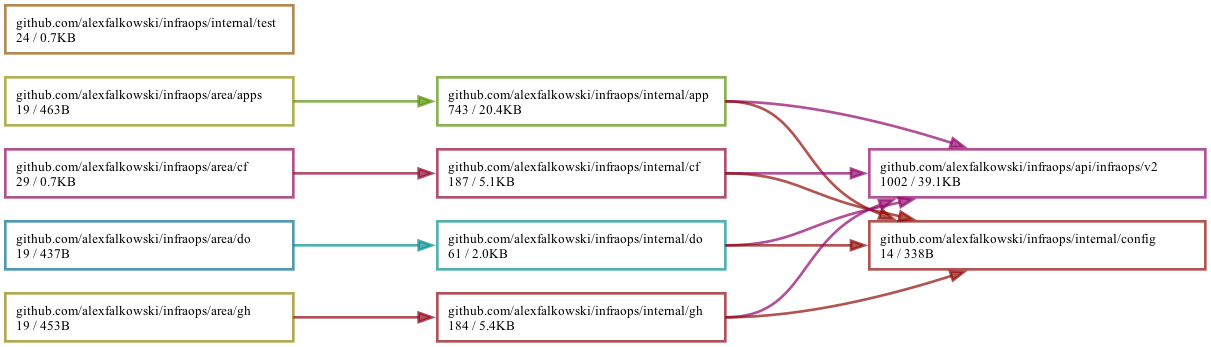 github.com/alexfalkowski/infraops/internal/test
24 / 0.7KB
github.com/alexfalkowski/infraops/area/apps
19 / 463B
github.com/alexfalkowski/infraops/internal/app
743 / 20.4KB
github.com/alexfalkowski/infraops/area/cf
29 / 0.7KB
github.com/alexfalkowski/infraops/internal/cf
187 / 5.1KB
github.com/alexfalkowski/infraops/api/infraops/v2
1002 / 39.1KB
github.com/alexfalkowski/infraops/area/do
19 / 437B
github.com/alexfalkowski/infraops/internal/do
61 / 2.0KB
github.com/alexfalkowski/infraops/internal/config
14 / 338B
github.com/alexfalkowski/infraops/area/gh
19 / 453B
github.com/alexfalkowski/infraops/internal/gh
184 / 5.4KB